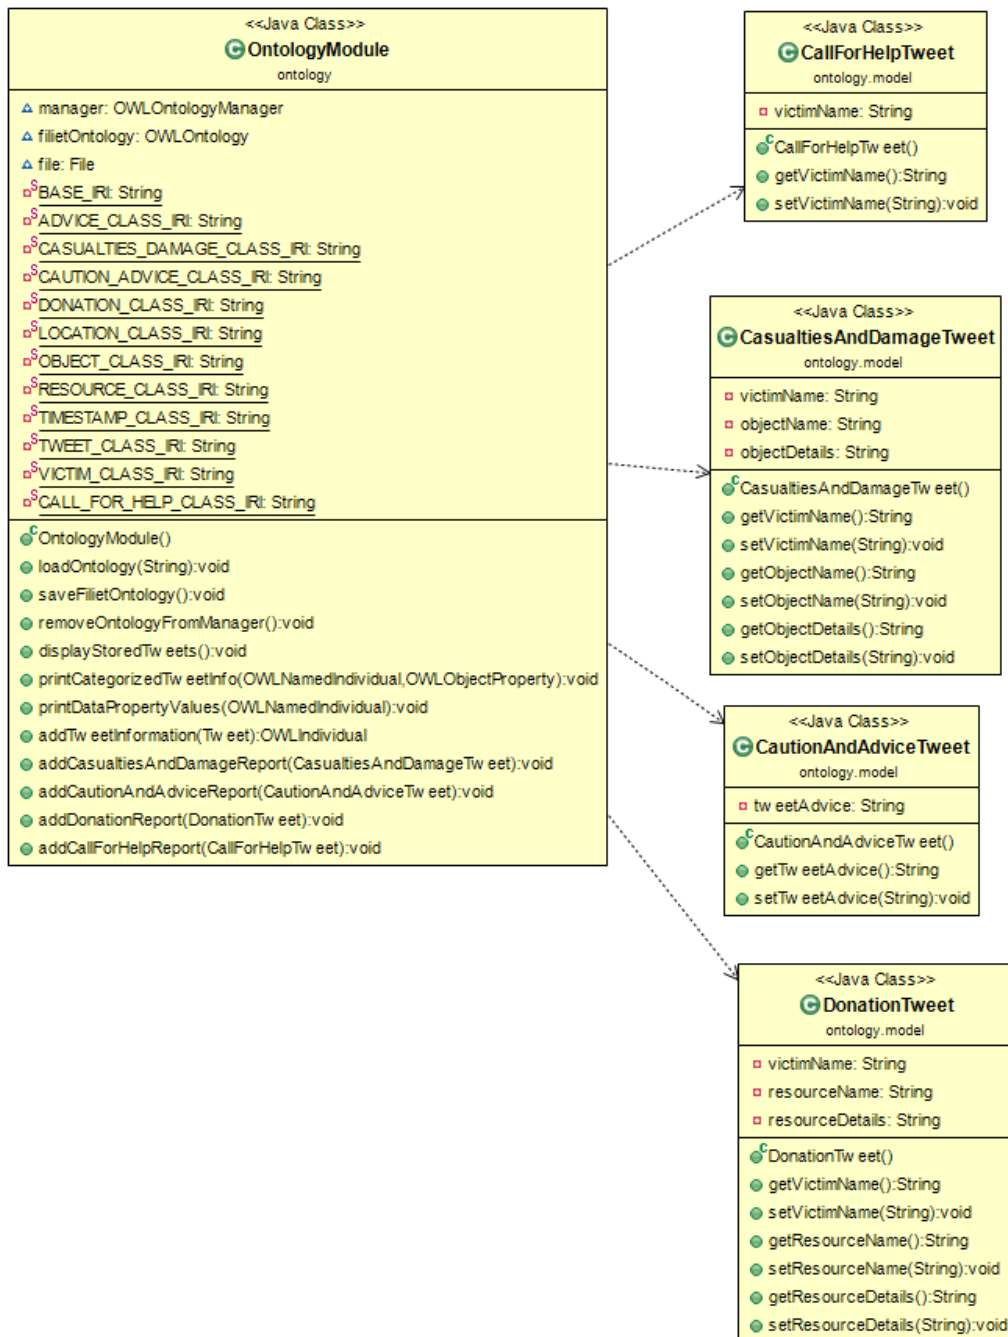 <<Java Class>>
OntologyModule
ontology
manager: OWLOntologyManager
filietOntology: OWLOntology
file: File
BASE_IRI: String
ADVICE_CLASS_IRI: String
CASUALTIES_DAMAGE_CLASS_IRI: String
CAUTION_ADVICE_CLASS_IRI: String
DONATION_CLASS_IRI: String
LOCATION_CLASS_IRI: String
OBJECT_CLASS_IRI: String
RESOURCE_CLASS_IRI: String
TIMESTAMP_CLASS_IRI: String
TWEET_CLASS_IRI: String
VICTIM_CLASS_IRI: String
CALL_FOR_HELP_CLASS_IRI: String
OntologyModule()
loadOntology(String):void
saveFilietOntology():void
removeOntologyFromManager():void
displayStoredTweets():void
printCategorizedTweetInfo(OWLNamedIndividual,OWLObjectProperty):void
printDataPropertyValues(OWLNamedIndividual):void
addTweetInformation(Tweet):OWLIndividual
addCasualtiesAndDamageReport(CasualtiesAndDamageTweet):void
addCautionAndAdviceReport(CautionAndAdviceTweet):void
addDonationReport(DonationTweet):void
addCallForHelpReport(CallForHelpTweet):void
<<Java Class>>
CallForHelpTweet
ontology.model
victimName: String
CallForHelpTweet()
getVictimName():String
setVictimName(String):void
<<Java Class>>
CasualtiesAndDamageTweet
ontology.model
victimName: String
objectName: String
objectDetails: String
CasualtiesAndDamageTweet()
getVictimName():String
setVictimName(String):void
getObjectName():String
setObjectName(String):void
getObjectDetails():String
setObjectDetails(String):void
<<Java Class>>
CautionAndAdviceTweet
ontology.model
tweetAdvice: String
CautionAndAdviceTweet()
getTweetAdvice():String
setTweetAdvice(String):void
<<Java Class>>
DonationTweet
ontology.model
victimName: String
resourceName: String
resourceDetails: String
DonationTweet()
getVictimName():String
setVictimName(String):void
getResourceName():String
setResourceName(String):void
getResourceDetails():String
setResourceDetails(String):void